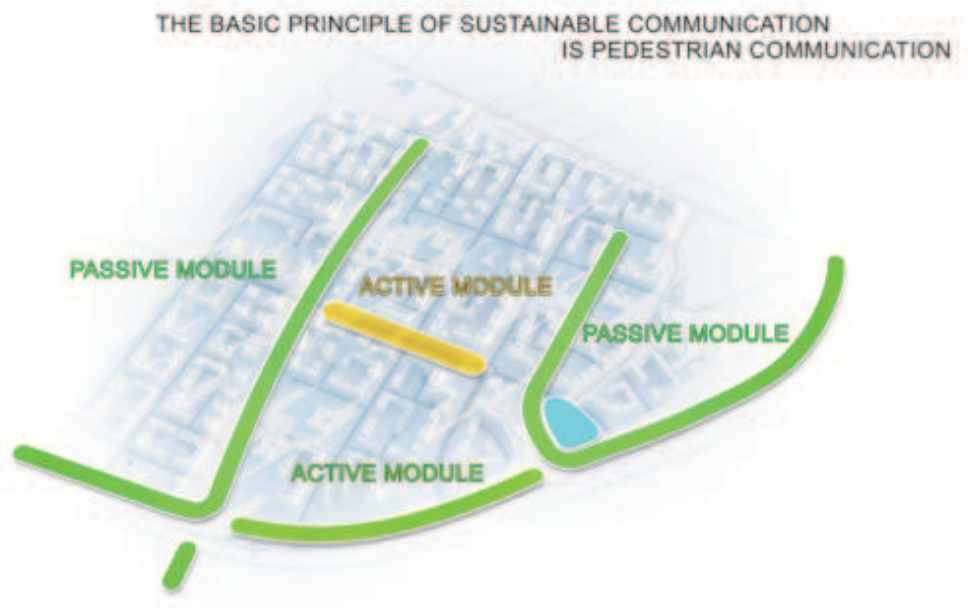 THE BASIC PRINCIPLE OF SUSTAINABLE COMMUNICATION
IS PEDESTRIAN COMMUNICATION
PASSIVE MODULE
ACTIVE MODULE
PASSIVE MODULE
ACTIVE MODULE